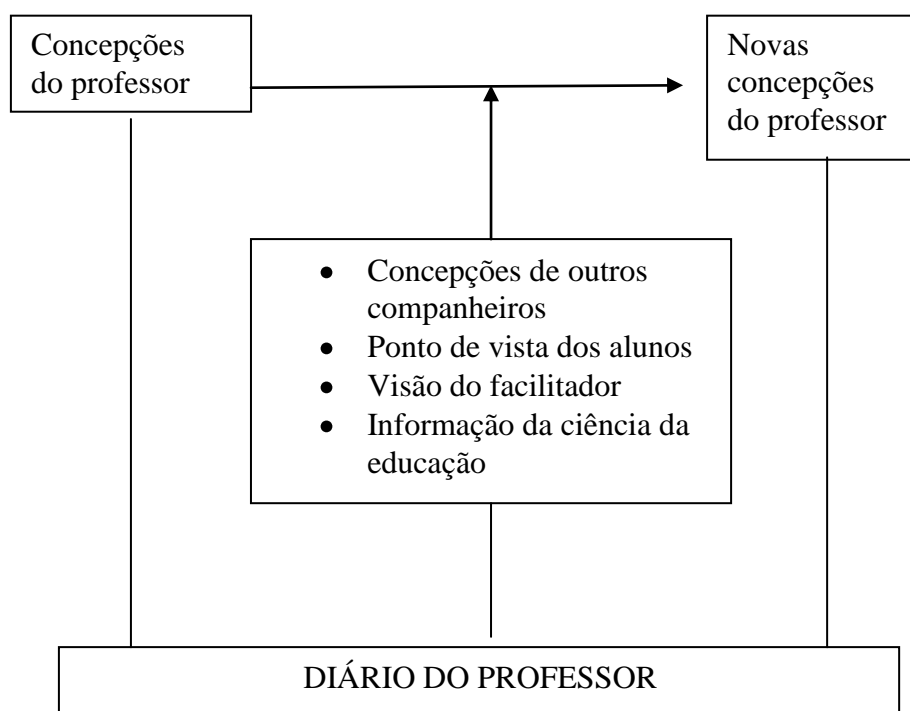 Concepções
do professor
Novas
concepções
do professor
• Concepções de outros
companheiros
• Ponto de vista dos alunos
• Visão do facilitador
• Informação da ciência da
educação
DIÁRIO DO PROFESSOR